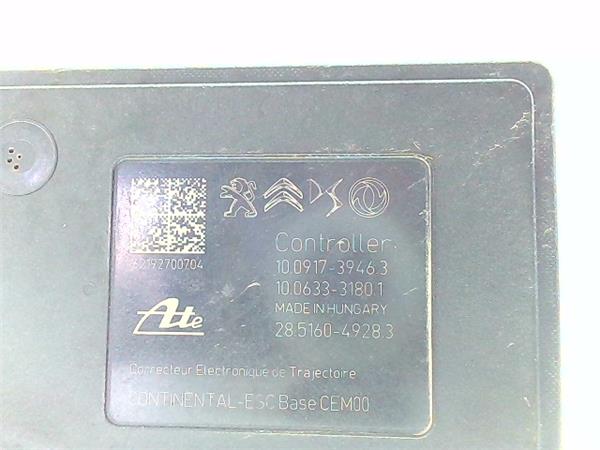 62192700704
Controller
10.0917-3946.3
10.0633-3180.1
MADE IN HUNGARY
28.5160-4928.3
Ate
Correcteur Electronique de Trajectoire
CONTINENTAL-ESC Base CEM00